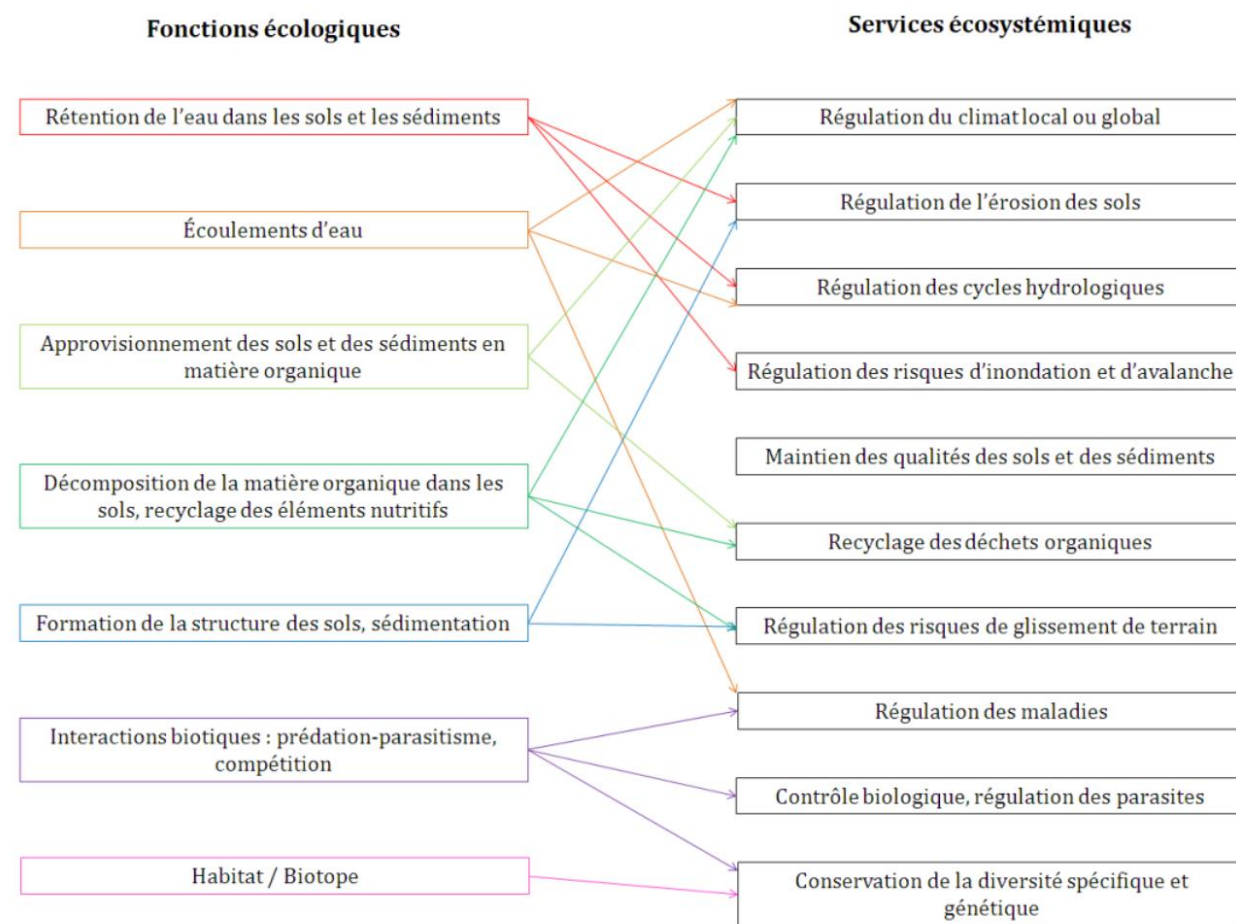 Fonctions écologiques
Services écosystémiques
Rétention de l'eau dans les sols et les sédiments
Écoulements d'eau
Approvisionnement des sols et des sédiments en
matière organique
Décomposition de la matière organique dans les
sols, recyclage des éléments nutritifs
Formation de la structure des sols, sédimentation
Interactions biotiques : prédation-parasitisme,
compétition
Habitat / Biotope
Régulation du climat local ou global
Régulation de l'érosion des sols
Régulation des cycles hydrologiques
Régulation des risques d'inondation et d'avalanche
Maintien des qualités des sols et des sédiments
Recyclage des déchets organiques
Régulation des risques de glissement de terrain
Régulation des maladies
Contrôle biologique, régulation des parasites
Conservation de la diversité spécifique et
génétique